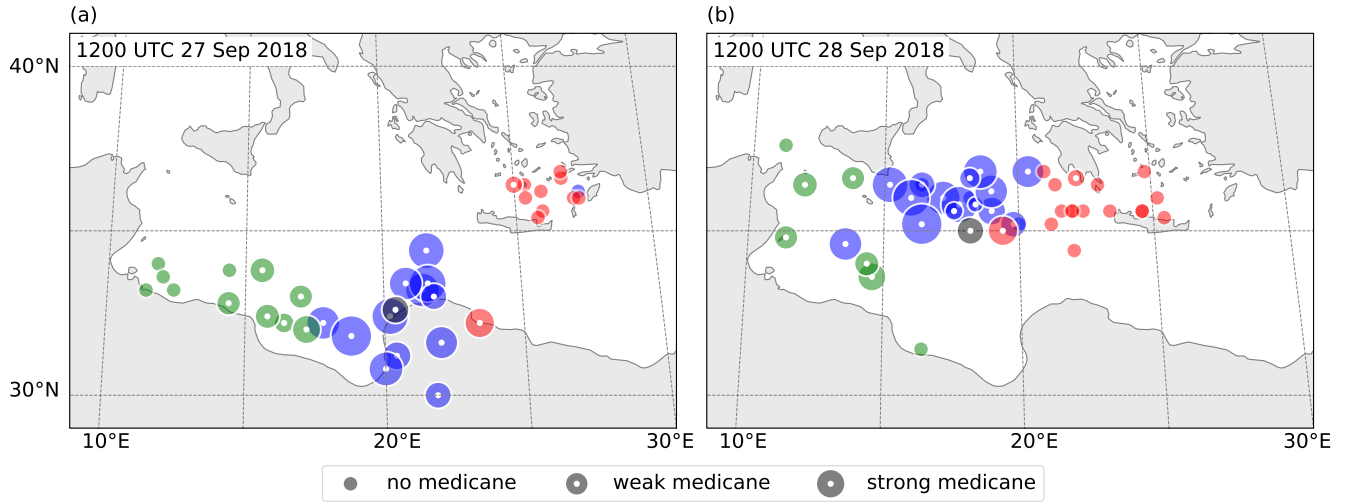 (a)
(b)
1200 UTC 27 Sep 2018
1200 UTC 28 Sep 2018
40°N
30°N
10°E
20°E
30°E
10°E
20°E
30°E
no medicane
weak medicane
strong medicane